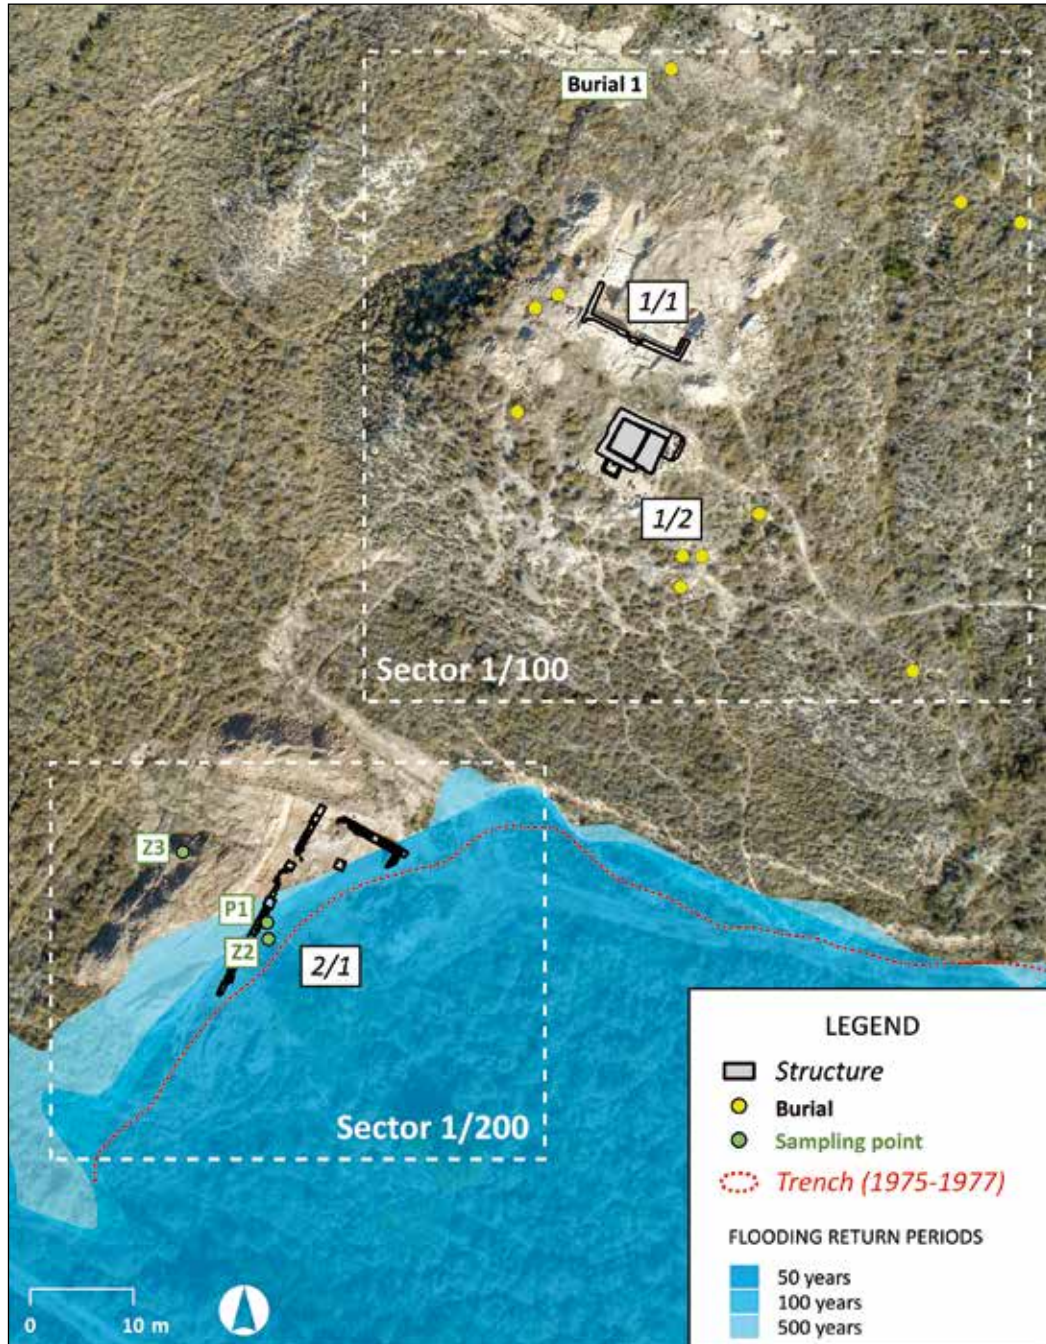 Burial 1
1/1
1/2
Sector 1/100
Z3
P1
Z2
2/1
Sector 1/200
LEGEND
Structure
Burial
Sampling point
Trench (1975-1977)
FLOODING RETURN PERIODS
50 years
100 years
500 years
0 10 m